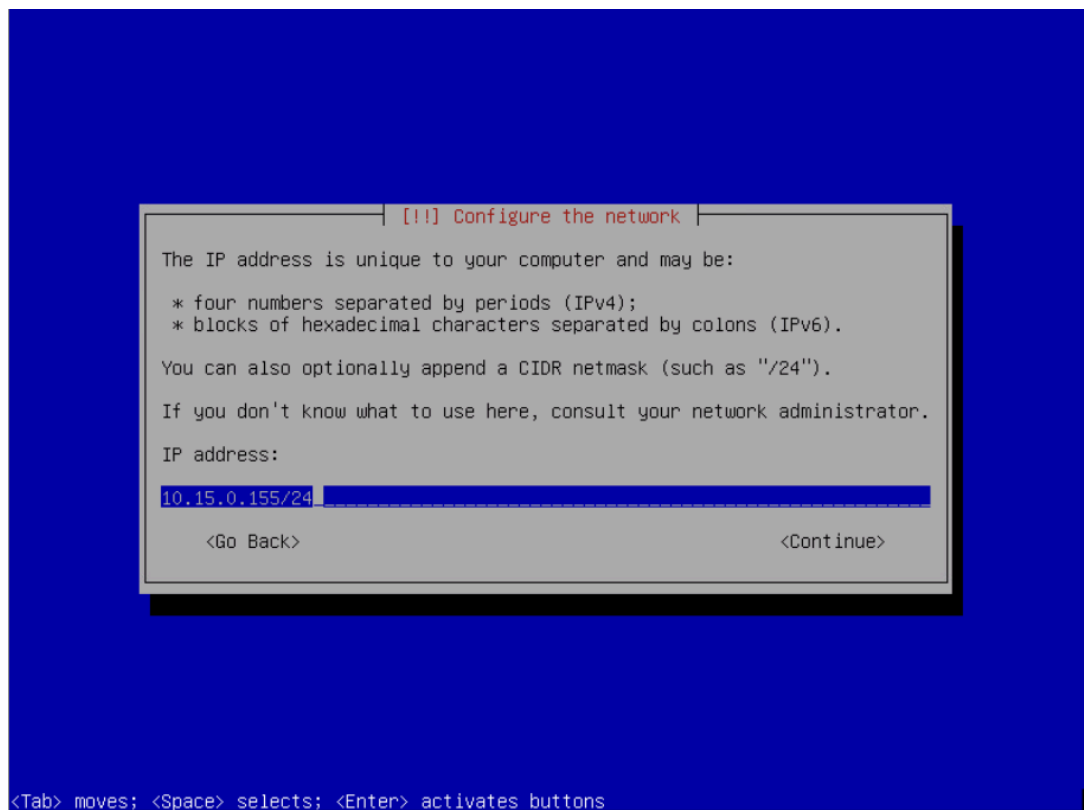 [!!] Configure the network
The IP address is unique to your computer and may be:
* four numbers separated by periods (IPv4);
* blocks of hexadecimal characters separated by colons (IPv6).
You can also optionally append a CIDR netmask (such as "/24").
If you don't know what to use here, consult your network administrator.
IP address:
10.15.0.155/24
<Go Back> <Continue>
<Tab> moves; <Space> selects; <Enter> activates buttons